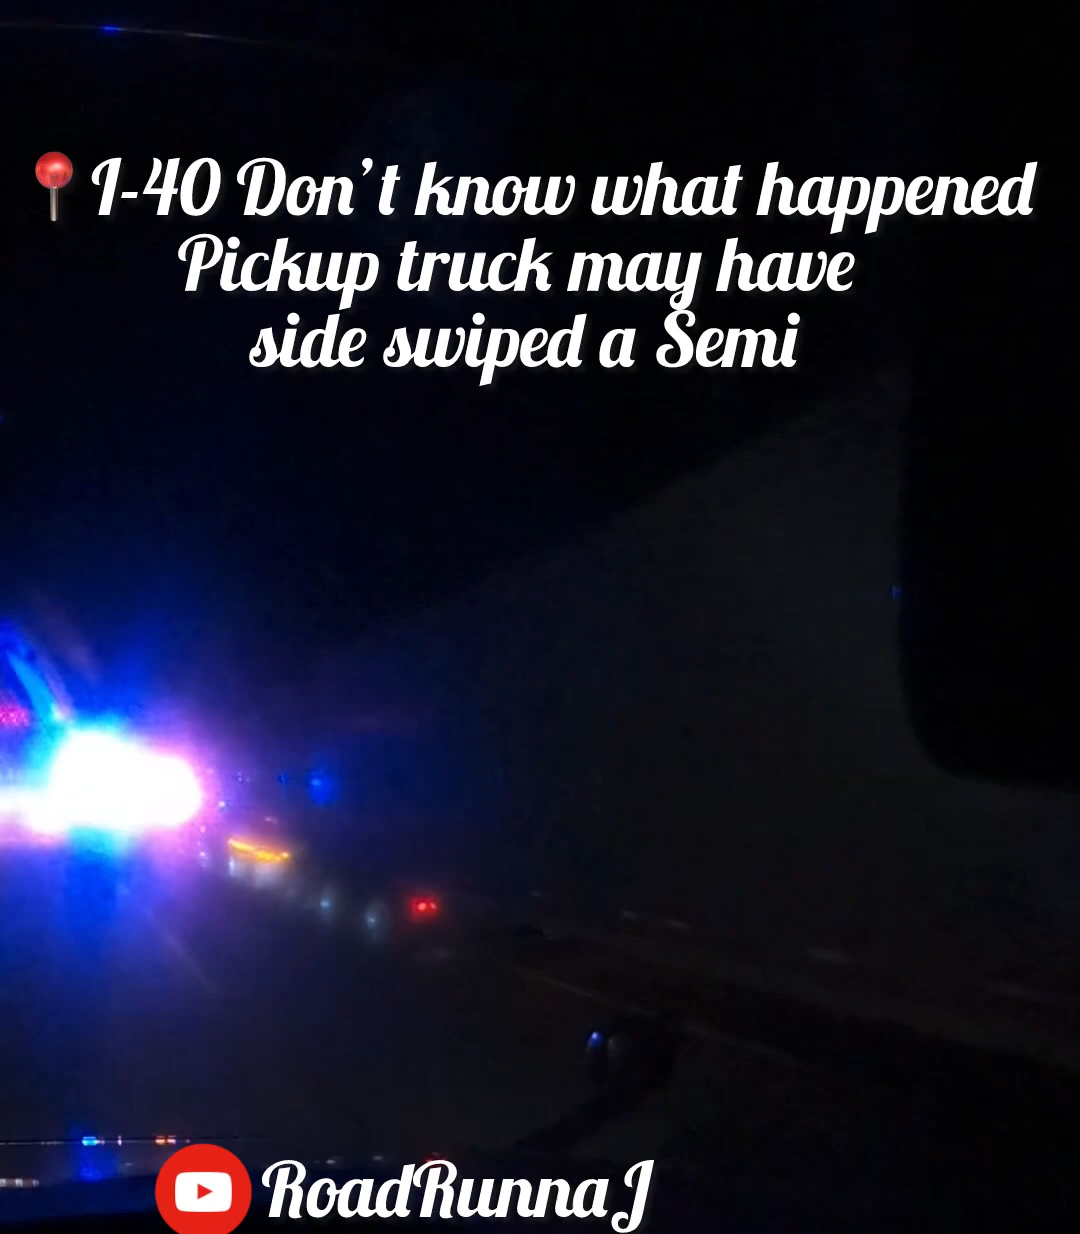 📍I-40 Don't know what happened
Pickup truck may have
side swiped a Semi
RoadRunnaJ